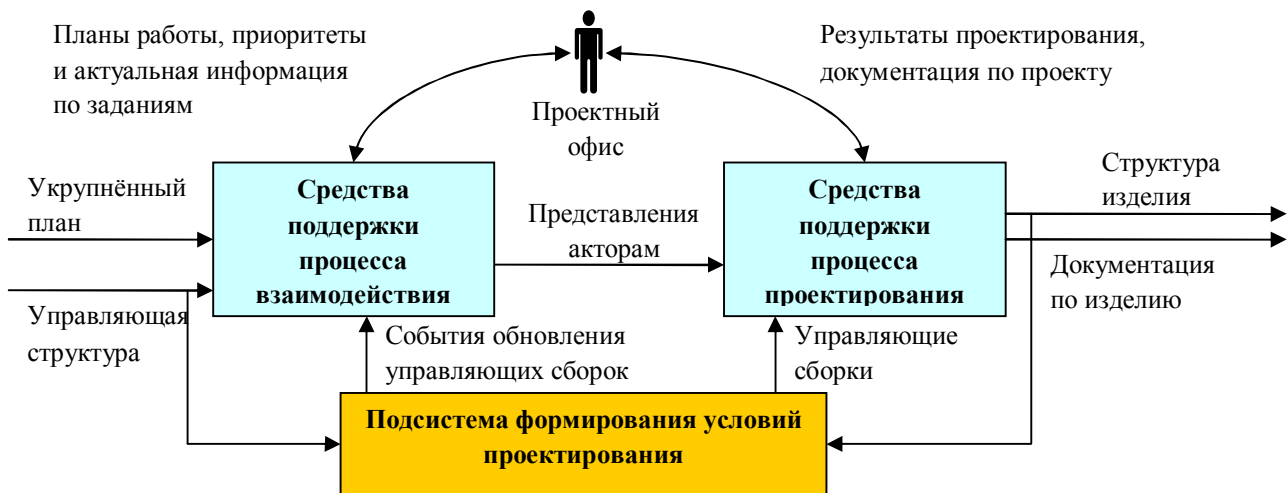 Планы работы, приоритеты
и актуальная информация
по заданиям
Результаты проектирования,
документация по проекту
Проектный
офис
Укрупнённый
план
Управляющая
структура
Средства
поддержки
процесса
взаимодействия
Представления
акторам
Средства
поддержки
процесса
проектирования
Структура
изделия
Документация
по изделию
События обновления
управляющих сборок
Управляющие
сборки
Подсистема формирования условий
проектирования